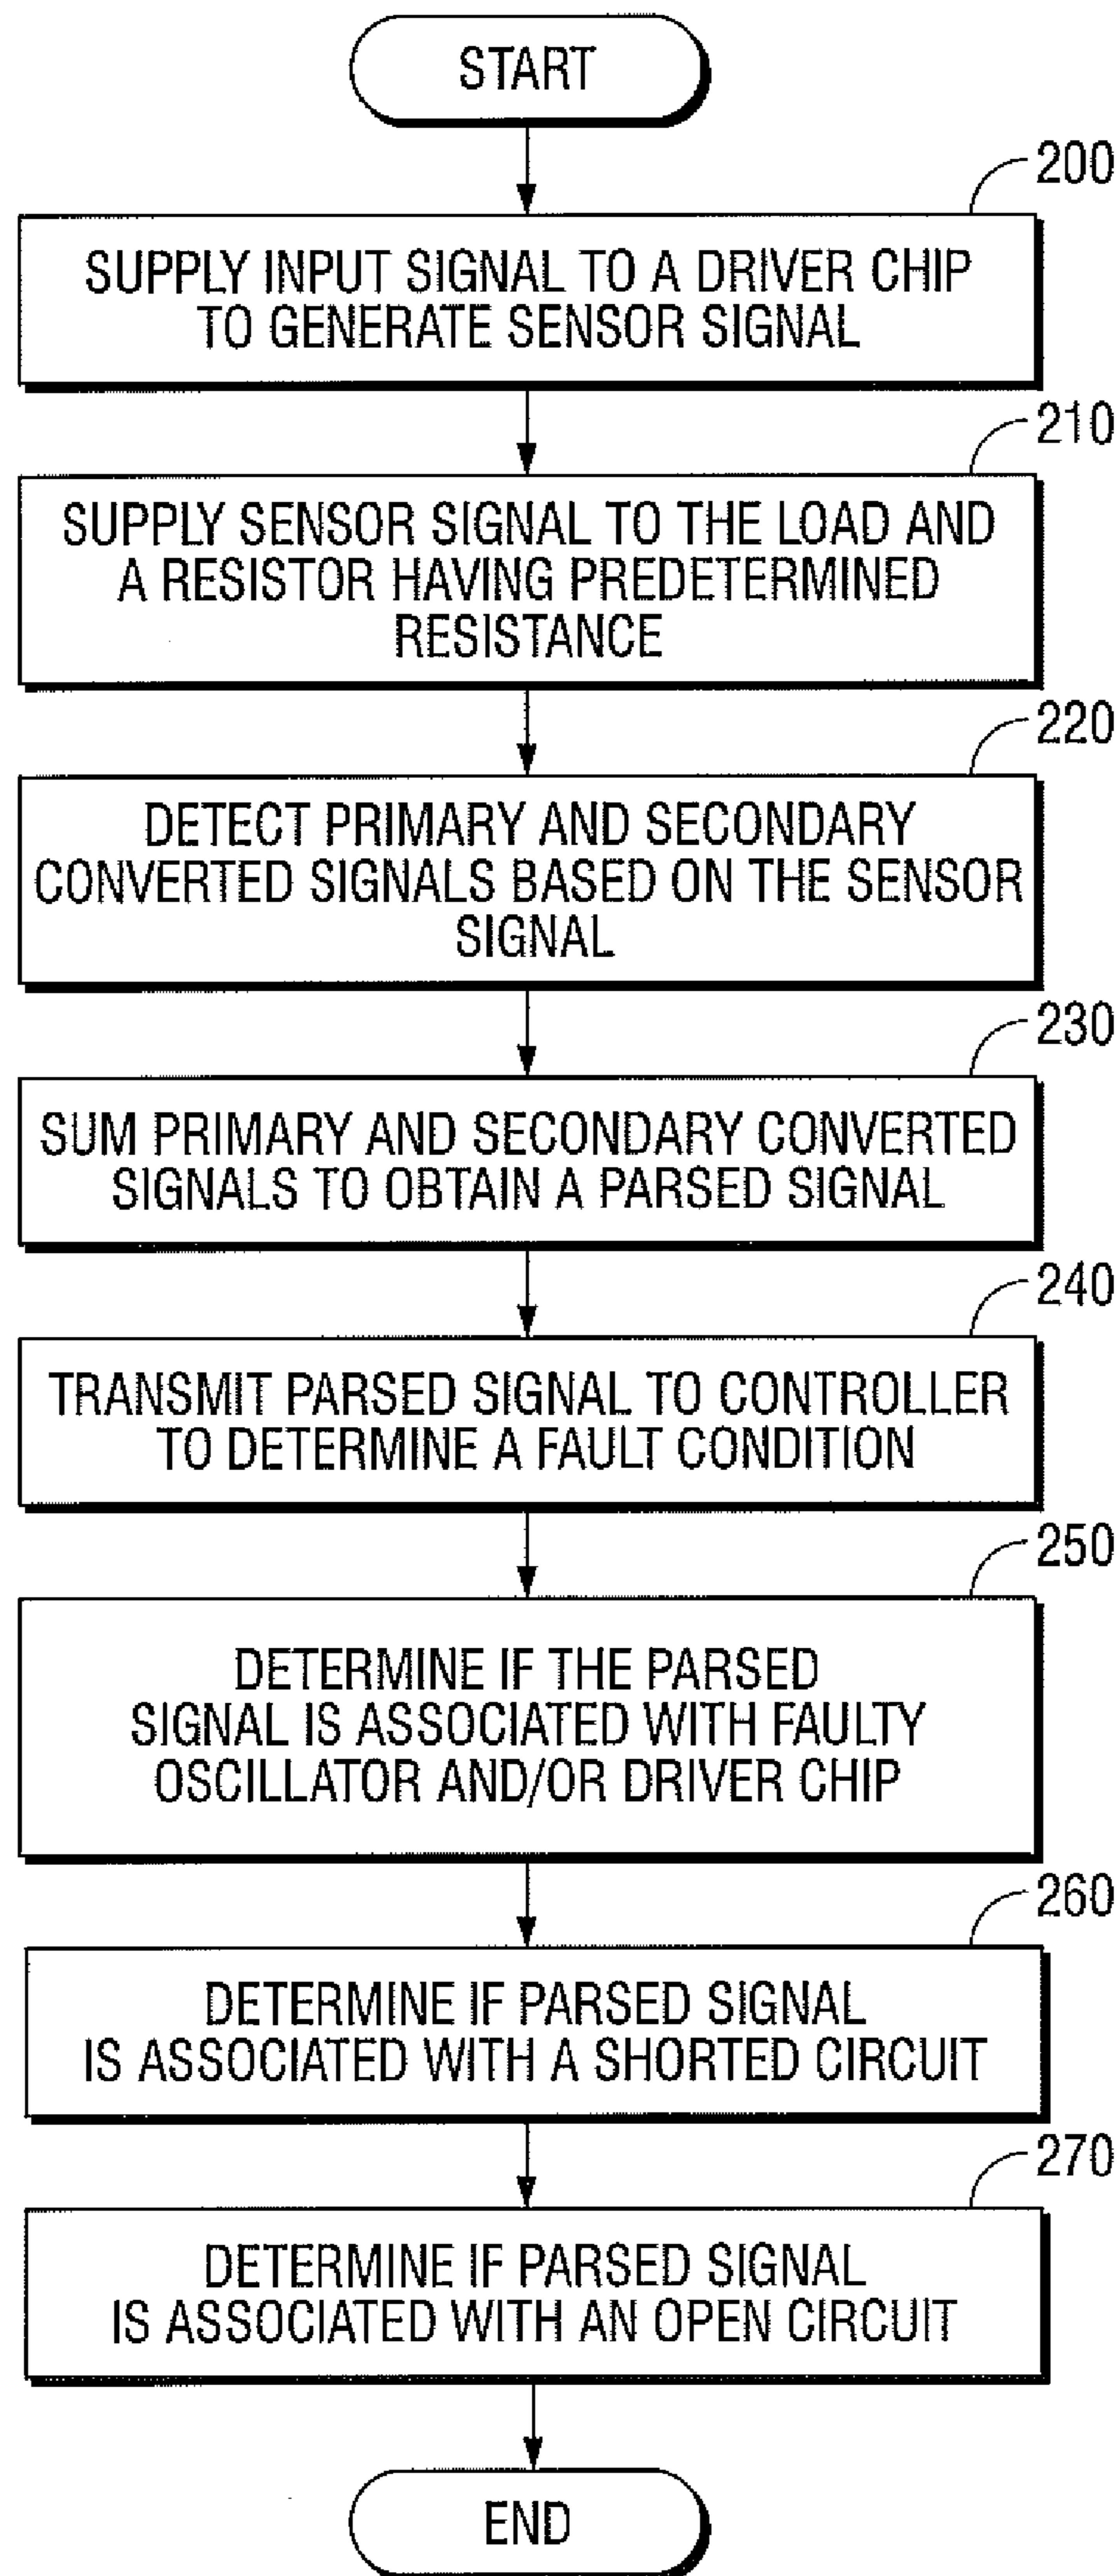 START
200
SUPPLY INPUT SIGNAL TO A DRIVER CHIP
TO GENERATE SENSOR SIGNAL
210
SUPPLY SENSOR SIGNAL TO THE LOAD AND
A RESISTOR HAVING PREDETERMINED
RESISTANCE
220
DETECT PRIMARY AND SECONDARY
CONVERTED SIGNALS BASED ON THE SENSOR
SIGNAL
230
SUM PRIMARY AND SECONDARY CONVERTED
SIGNALS TO OBTAIN A PARSED SIGNAL
240
TRANSMIT PARSED SIGNAL TO CONTROLLER
TO DETERMINE A FAULT CONDITION
250
DETERMINE IF THE PARSED
SIGNAL IS ASSOCIATED WITH FAULTY
OSCILLATOR AND/OR DRIVER CHIP
260
DETERMINE IF PARSED SIGNAL
IS ASSOCIATED WITH A SHORTED CIRCUIT
270
DETERMINE IF PARSED SIGNAL
IS ASSOCIATED WITH AN OPEN CIRCUIT
END